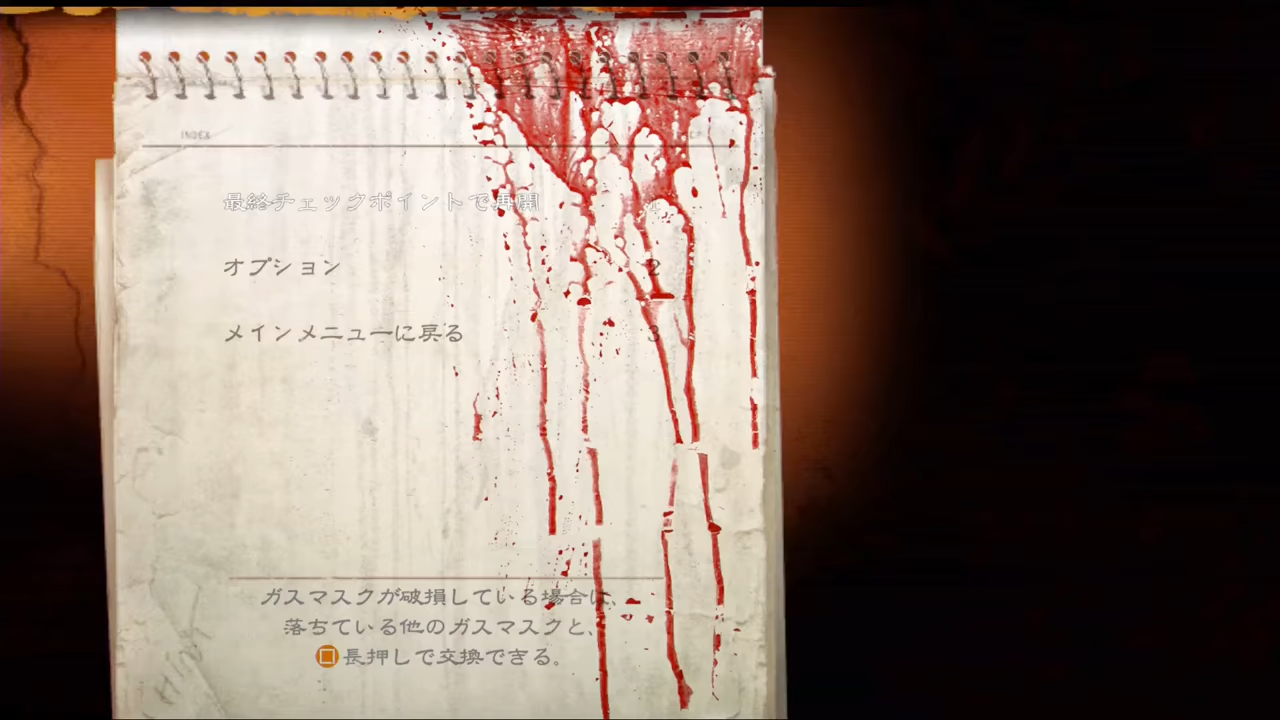 INDEX
最終チェックポイントで再開
オプション 2
メインメニューに戻る 3
ガスマスクが破損している場合は、
落ちている他のガスマスクと、
長押しで交換できる。